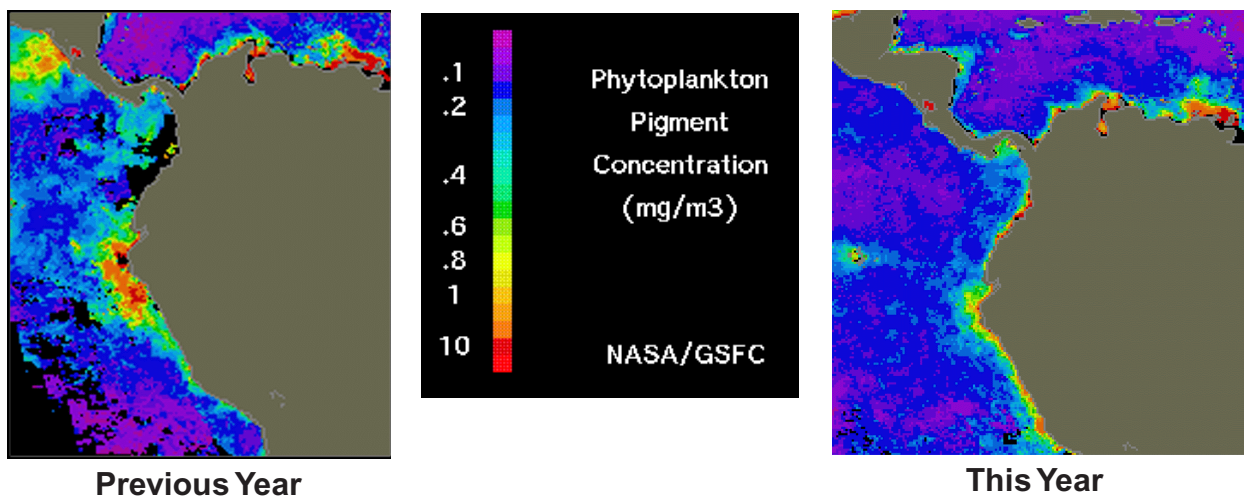 .1
.2
.4
.6
.8
1
10
Phytoplankton
Pigment
Concentration
(mg/m3)
NASA/GSFC
Previous Year
This Year